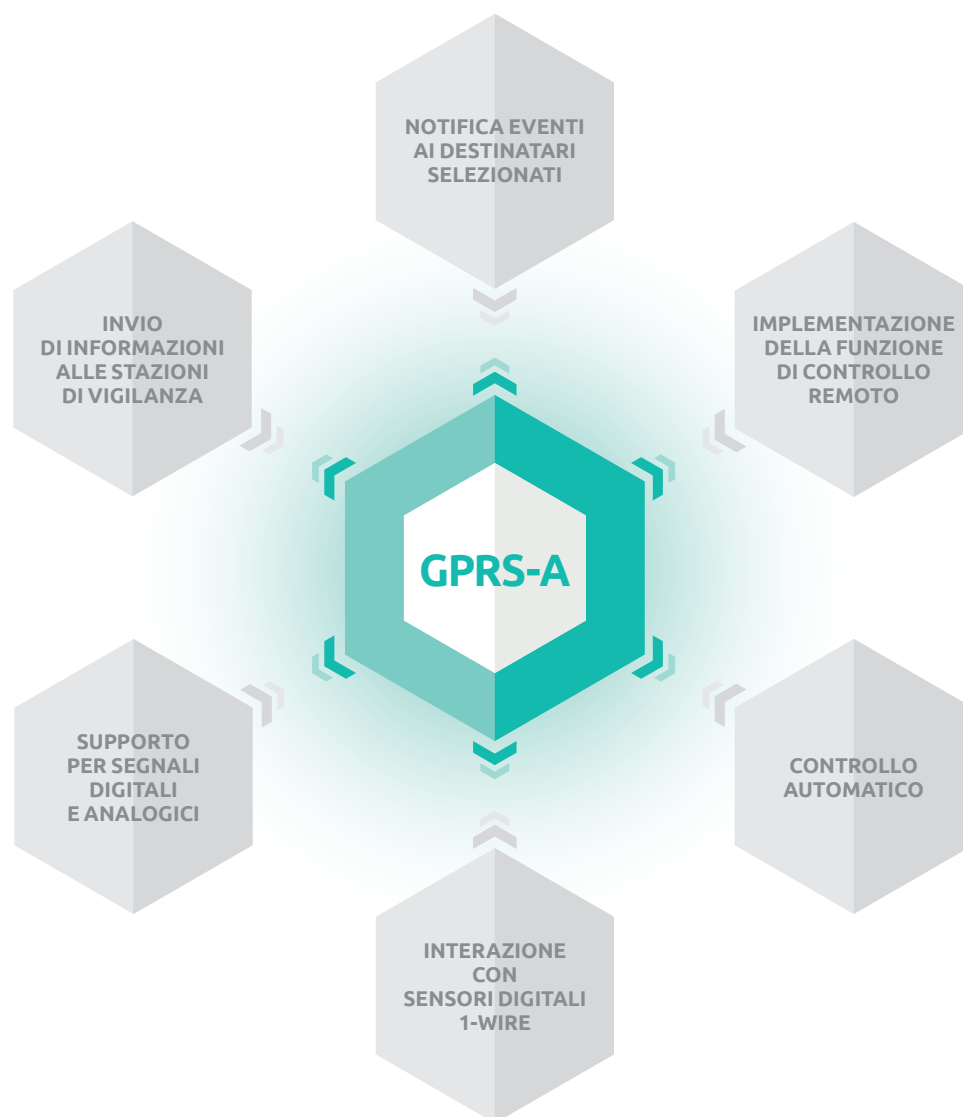 NOTIFICA EVENTI
AI DESTINATARI
SELEZIONATI
INVIO
DI INFORMAZIONI
ALLE STAZIONI
DI VIGILANZA
IMPLEMENTAZIONE
DELLA FUNZIONE
DI CONTROLLO
REMOTO
GPRS-A
SUPPORTO
PER SEGNALI
DIGITALI
E ANALOGICI
CONTROLLO
AUTOMATICO
INTERAZIONE
CON
SENSORI DIGITALI
1-WIRE